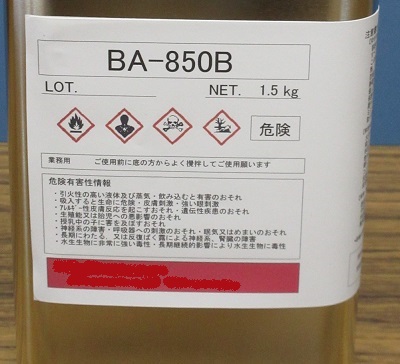 BA-850B
LOT.
NET. 1.5 kg
危険
業務用 ご使用前に底の方からよく攪拌してご使用願います
危険有害性情報
・引火性の高い液体及び蒸気・飲み込むと有害のおそれ
・吸入すると生命に危険・皮膚刺激・強い眼刺激
・アレルギー性皮膚反応を起こすおそれ・遺伝性疾患のおそれ
・生殖能又は胎児への悪影響のおそれ
・授乳中の子に害を及ぼすおそれ
・神経系の障害・呼吸器への刺激のおそれ・眠気又はめまいのおそれ
・長期にわたる、又は反復ばく露による神経系、腎臓の障害
・水生生物に非常に強い毒性・長期継続的影響により水生生物に毒性